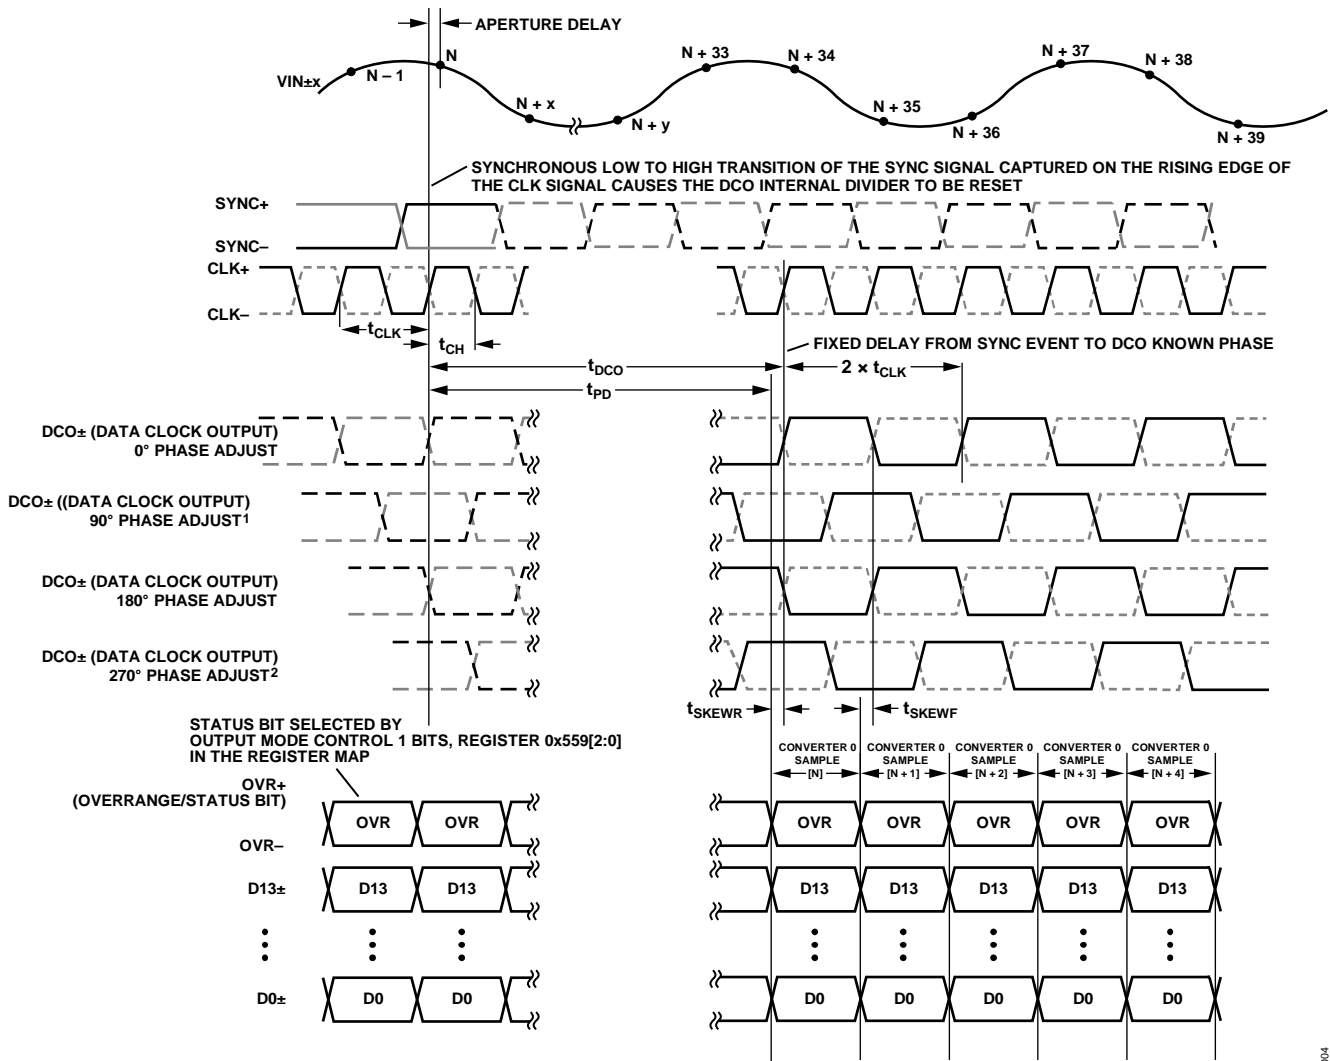 APERTURE DELAY
VIN±x
N – 1
N
N + x
N + y
N + 33
N + 34
N + 35
N + 36
N + 37
N + 38
N + 39
SYNCHRONOUS LOW TO HIGH TRANSITION OF THE SYNC SIGNAL CAPTURED ON THE RISING EDGE OF
THE CLK SIGNAL CAUSES THE DCO INTERNAL DIVIDER TO BE RESET
SYNC+
SYNC–
CLK+
CLK–
tCLK
tCH
FIXED DELAY FROM SYNC EVENT TO DCO KNOWN PHASE
tDCO
2 × tCLK
tPD
DCO± (DATA CLOCK OUTPUT)
0° PHASE ADJUST
DCO± ((DATA CLOCK OUTPUT)
90° PHASE ADJUST1
DCO± (DATA CLOCK OUTPUT)
180° PHASE ADJUST
DCO± (DATA CLOCK OUTPUT)
270° PHASE ADJUST2
tSKEWR
tSKEWF
STATUS BIT SELECTED BY
OUTPUT MODE CONTROL 1 BITS, REGISTER 0x559[2:0]
IN THE REGISTER MAP
CONVERTER 0
SAMPLE
[N]
CONVERTER 0
SAMPLE
[N + 1]
CONVERTER 0
SAMPLE
[N + 2]
CONVERTER 0
SAMPLE
[N + 3]
CONVERTER 0
SAMPLE
[N + 4]
OVR+
(OVERRANGE/STATUS BIT)
OVR–
OVR OVR OVR OVR OVR OVR OVR
D13± D13 D13 D13 D13 D13 D13 D13
D0± D0 D0 D0 D0 D0 D0 D0